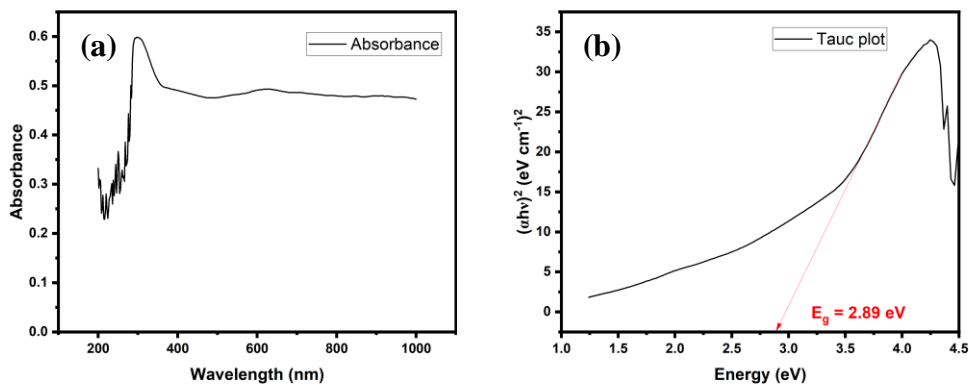 (a)
Absorbance
0.6
0.5
0.4
0.3
0.2
0.1
0.0
Absorbance
200 400 600 800 1000
Wavelength (nm)
(b)
Tauc plot
35
30
25
20
15
10
5
0
(αhν)² (eV cm⁻¹)²
E_g = 2.89 eV
1.0 1.5 2.0 2.5 3.0 3.5 4.0 4.5
Energy (eV)